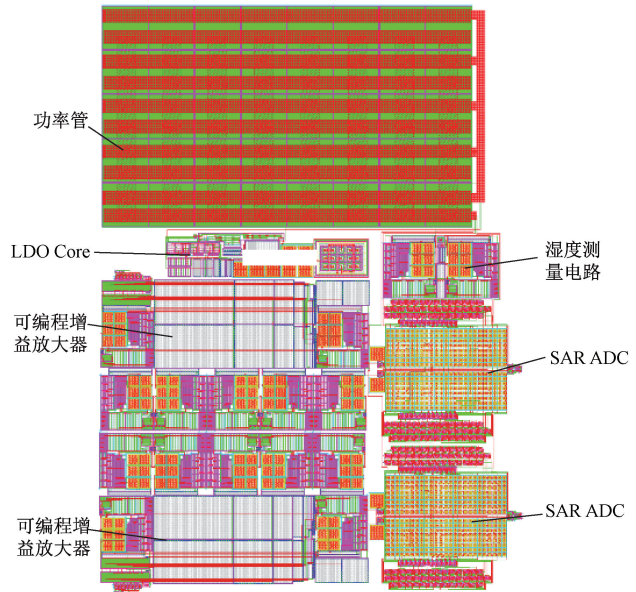 功率管
LDO Core
湿度测
量电路
可编程增
益放大器
SAR ADC
可编程增
益放大器
SAR ADC